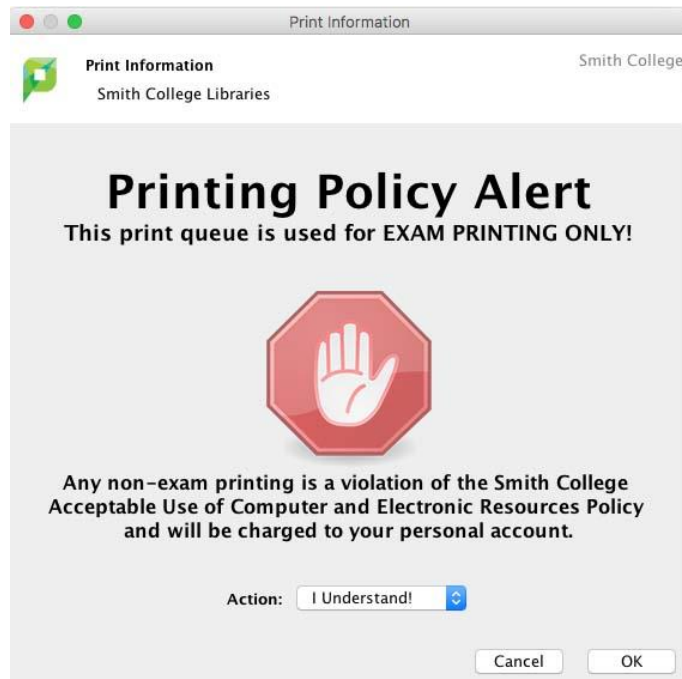 Print Information
Print Information
Smith College
Smith College Libraries
Printing Policy Alert
This print queue is used for EXAM PRINTING ONLY!
Any non-exam printing is a violation of the Smith College
Acceptable Use of Computer and Electronic Resources Policy
and will be charged to your personal account.
Action: I Understand!
Cancel OK